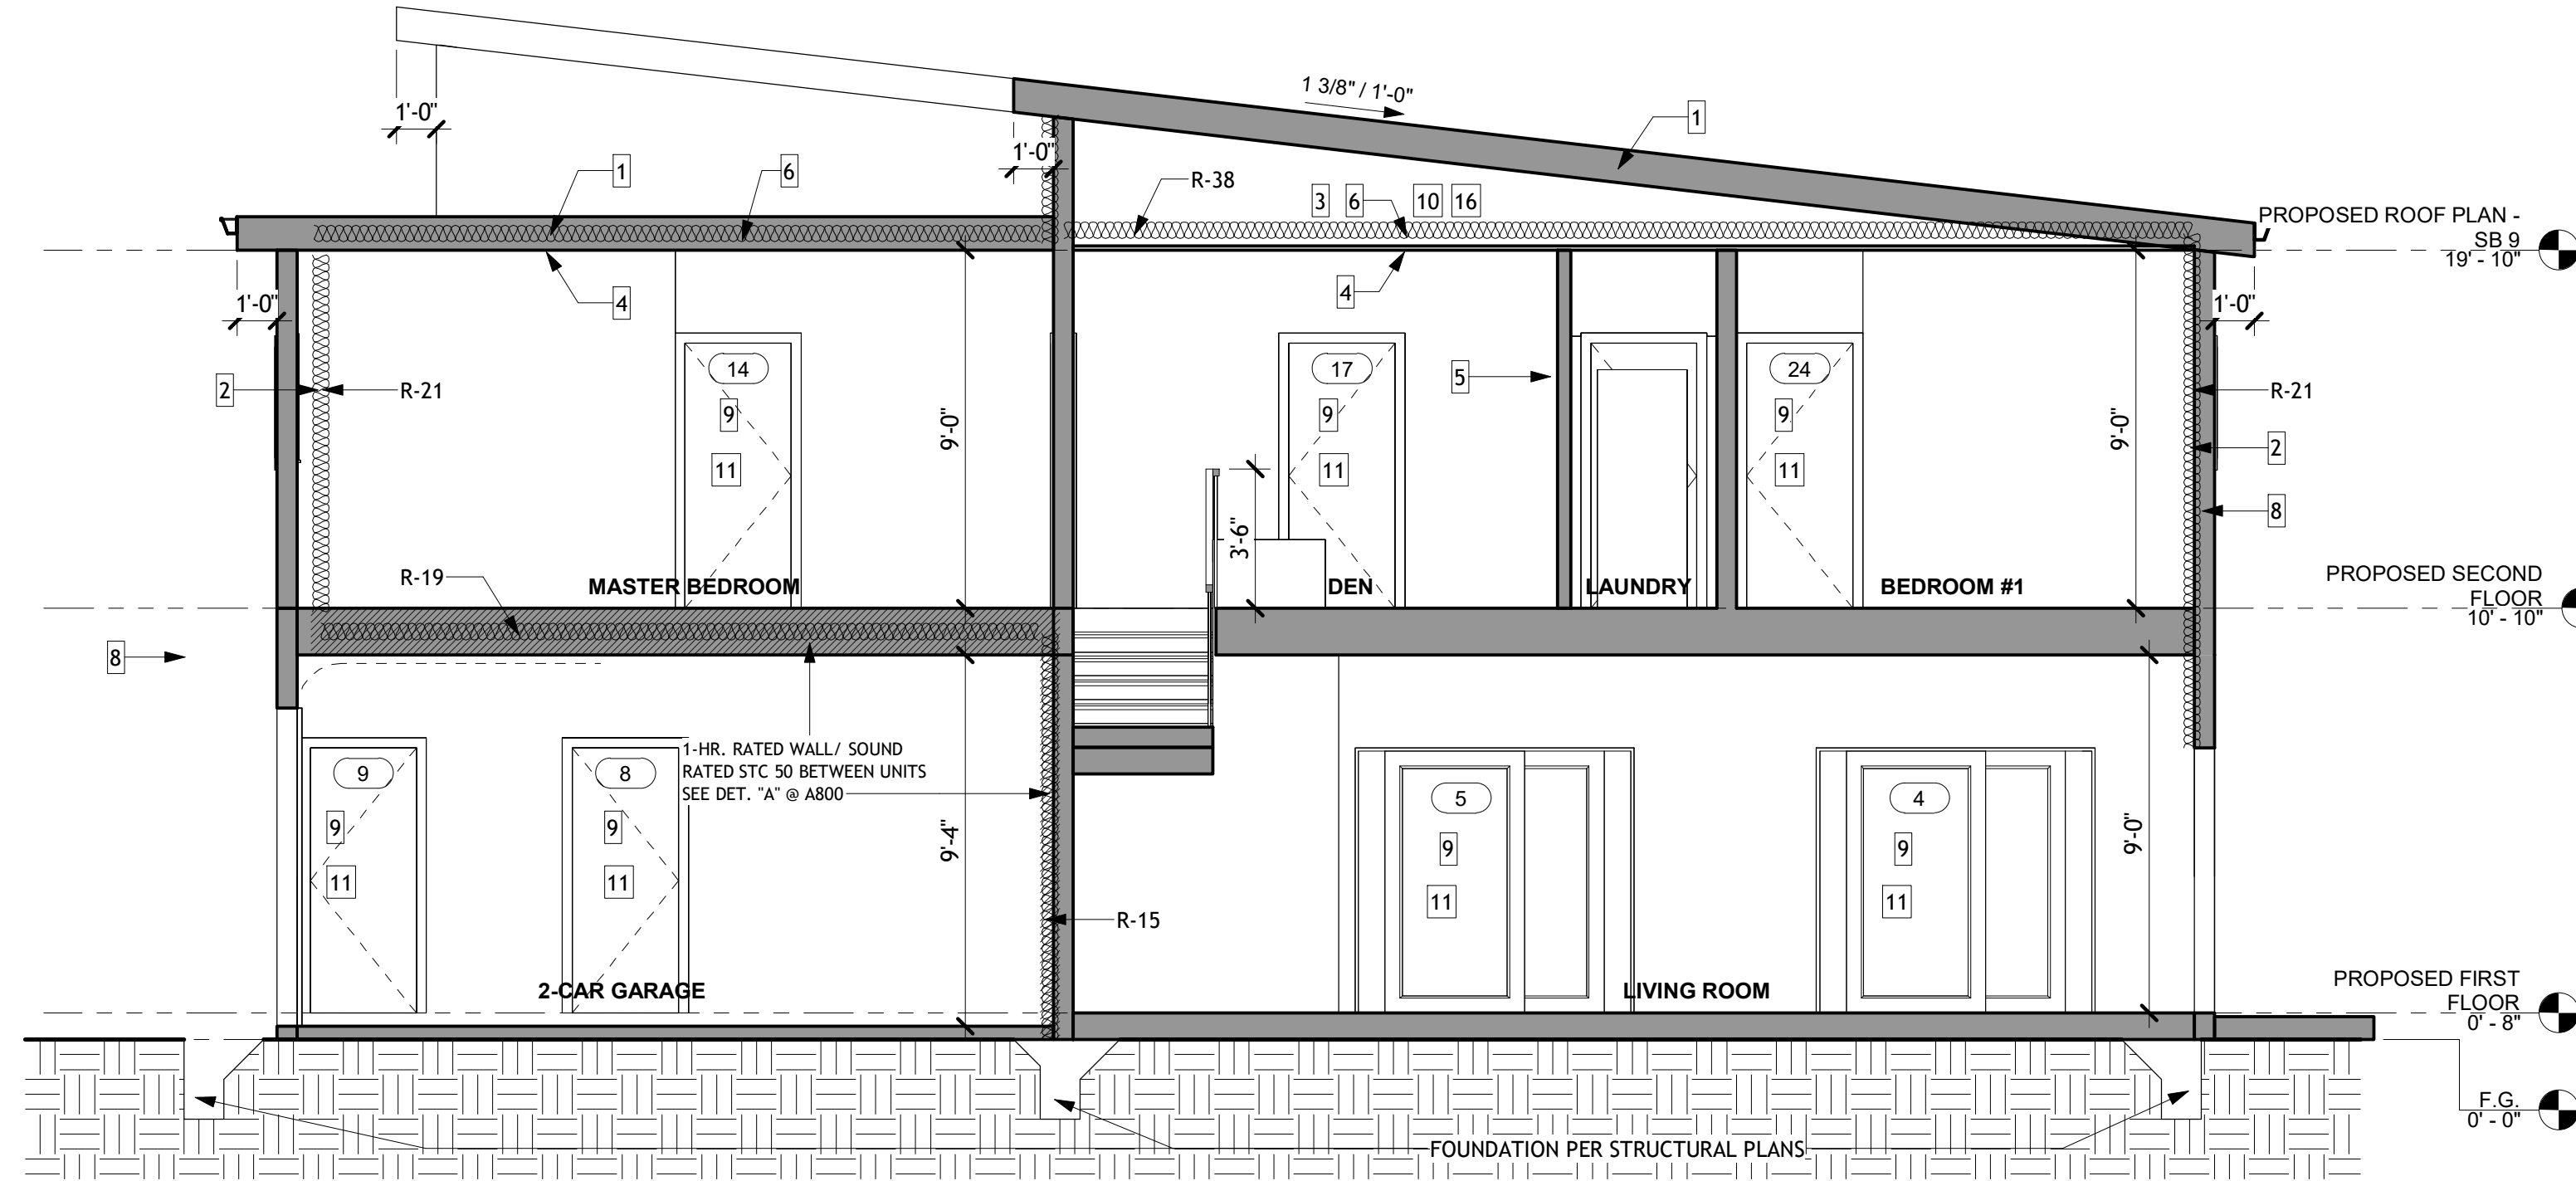 1 3/8" / 1'-0"
1'-0"
1
1'-0"
1
6
R-38
3 6 10 16
PROPOSED ROOF PLAN -
SB 9
19' - 10"
1'-0"
4
4
1'-0"
14
17
24
2
R-21
5
R-21
9
9
9
9'-0"
9'-0"
2
11
11
11
8
3'-6"
R-19
MASTER BEDROOM
DEN
LAUNDRY
BEDROOM #1
PROPOSED SECOND
FLOOR
10' - 10"
8
1-HR. RATED WALL/ SOUND
RATED STC 50 BETWEEN UNITS
SEE DET. "A" @ A800
9
8
5
4
9
9
9'-4"
9
9
9'-0"
11
11
11
11
R-15
2-CAR GARAGE
LIVING ROOM
PROPOSED FIRST
FLOOR
0' - 8"
F.G.
0' - 0"
FOUNDATION PER STRUCTURAL PLANS